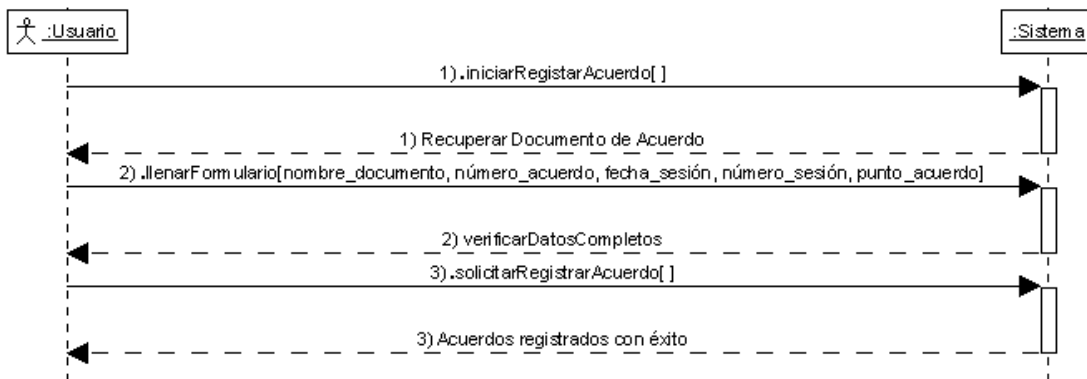 :Usuario
:Sistema
1).iniciarRegistarAcuerdo[ ]
1) Recuperar Documento de Acuerdo
2).llenarFormulario[nombre_documento, número_acuerdo, fecha_sesión, número_sesión, punto_acuerdo]
2) verificarDatosCompletos
3).solicitarRegistrarAcuerdo[ ]
3) Acuerdos registrados con éxito